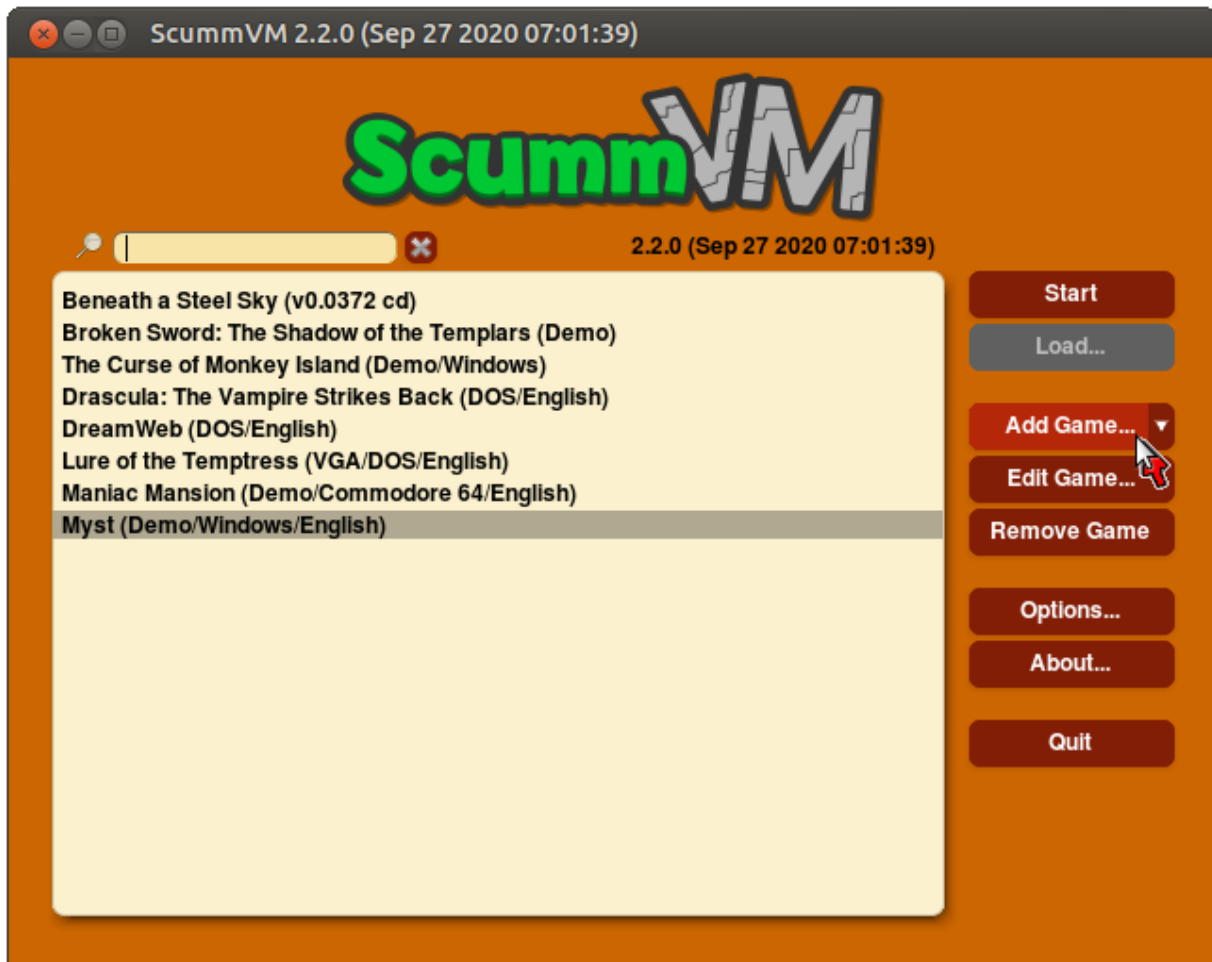 ScummVM 2.2.0 (Sep 27 2020 07:01:39)
ScummVM
2.2.0 (Sep 27 2020 07:01:39)
Beneath a Steel Sky (v0.0372 cd)
Broken Sword: The Shadow of the Templars (Demo)
The Curse of Monkey Island (Demo/Windows)
Drascula: The Vampire Strikes Back (DOS/English)
DreamWeb (DOS/English)
Lure of the Temptress (VGA/DOS/English)
Maniac Mansion (Demo/Commodore 64/English)
Myst (Demo/Windows/English)
Start
Load...
Add Game...
Edit Game...
Remove Game
Options...
About...
Quit